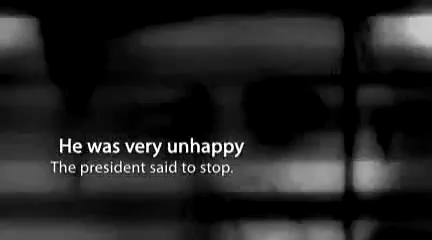 He was very unhappy
The president said to stop.